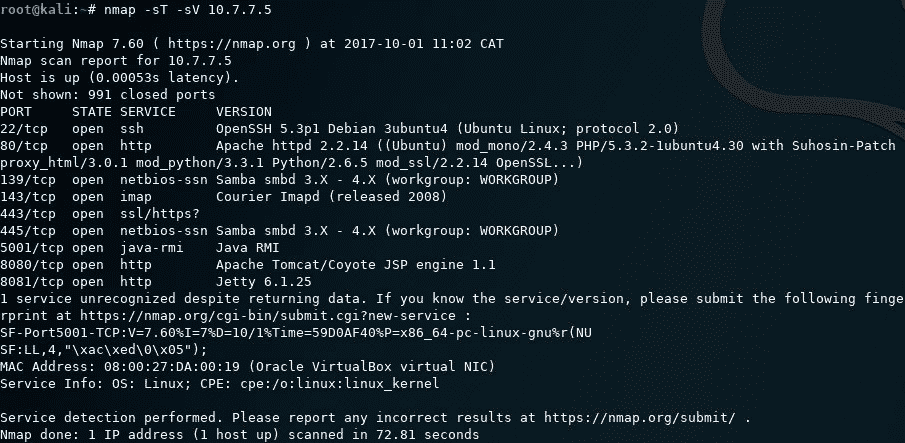 root@kali:~# nmap -sT -sV 10.7.7.5
Starting Nmap 7.60 ( https://nmap.org ) at 2017-10-01 11:02 CAT
Nmap scan report for 10.7.7.5
Host is up (0.00053s latency).
Not shown: 991 closed ports
PORT     STATE SERVICE     VERSION
22/tcp   open  ssh         OpenSSH 5.3p1 Debian 3ubuntu4 (Ubuntu Linux; protocol 2.0)
80/tcp   open  http        Apache httpd 2.2.14 ((Ubuntu) mod_mono/2.4.3 PHP/5.3.2-1ubuntu4.30 with Suhosin-Patch
proxy_html/3.0.1 mod_python/3.3.1 Python/2.6.5 mod_ssl/2.2.14 OpenSSL...)
139/tcp  open  netbios-ssn Samba smbd 3.X - 4.X (workgroup: WORKGROUP)
143/tcp  open  imap        Courier Imapd (released 2008)
443/tcp  open  ssl/https?
445/tcp  open  netbios-ssn Samba smbd 3.X - 4.X (workgroup: WORKGROUP)
5001/tcp open  java-rmi    Java RMI
8080/tcp open  http        Apache Tomcat/Coyote JSP engine 1.1
8081/tcp open  http        Jetty 6.1.25
1 service unrecognized despite returning data. If you know the service/version, please submit the following finge
rprint at https://nmap.org/cgi-bin/submit.cgi?new-service :
SF-Port5001-TCP:V=7.60%I=7%D=10/1%Time=59D0AF40%P=x86_64-pc-linux-gnu%r(NU
SF:LL,4,"\xac\xed\0\x05");
MAC Address: 08:00:27:DA:00:19 (Oracle VirtualBox virtual NIC)
Service Info: OS: Linux; CPE: cpe:/o:linux:linux_kernel
Service detection performed. Please report any incorrect results at https://nmap.org/submit/ .
Nmap done: 1 IP address (1 host up) scanned in 72.81 seconds